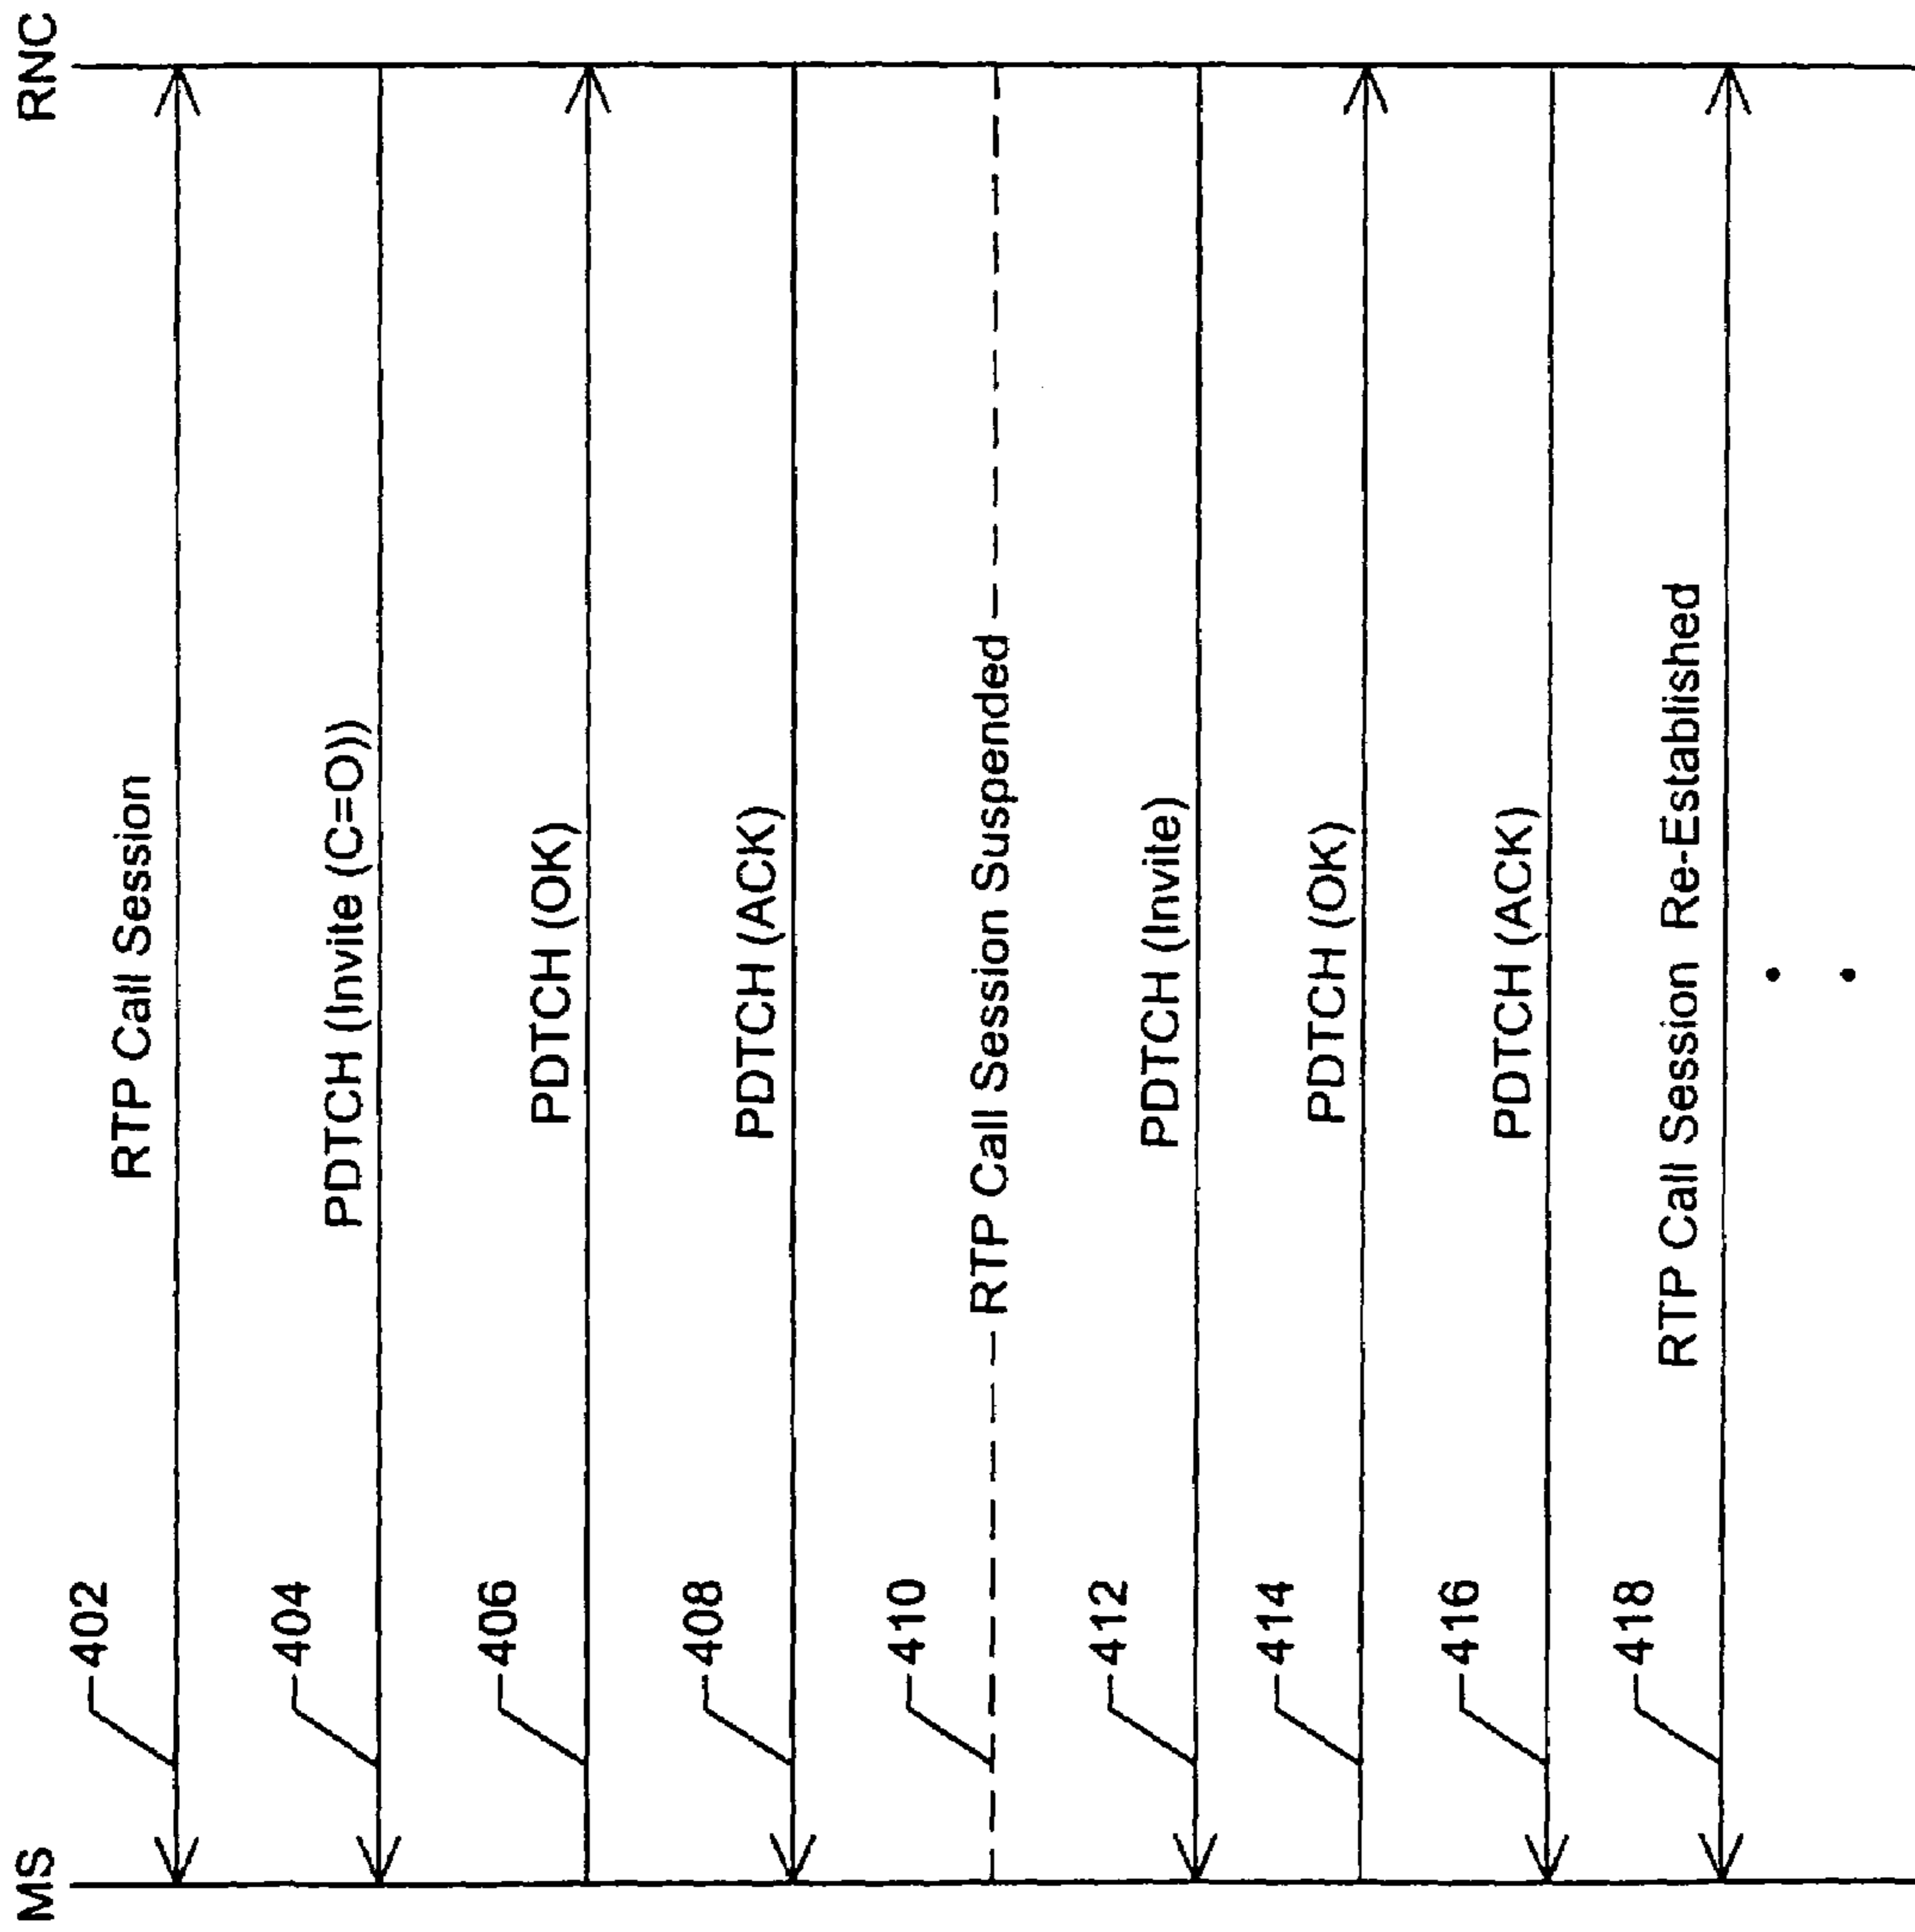 MS
RNC
402
RTP Call Session
404
PDTCH (Invite (C=O))
406
PDTCH (OK)
408
PDTCH (ACK)
410
RTP Call Session Suspended
412
PDTCH (Invite)
414
PDTCH (OK)
416
PDTCH (ACK)
418
RTP Call Session Re-Established